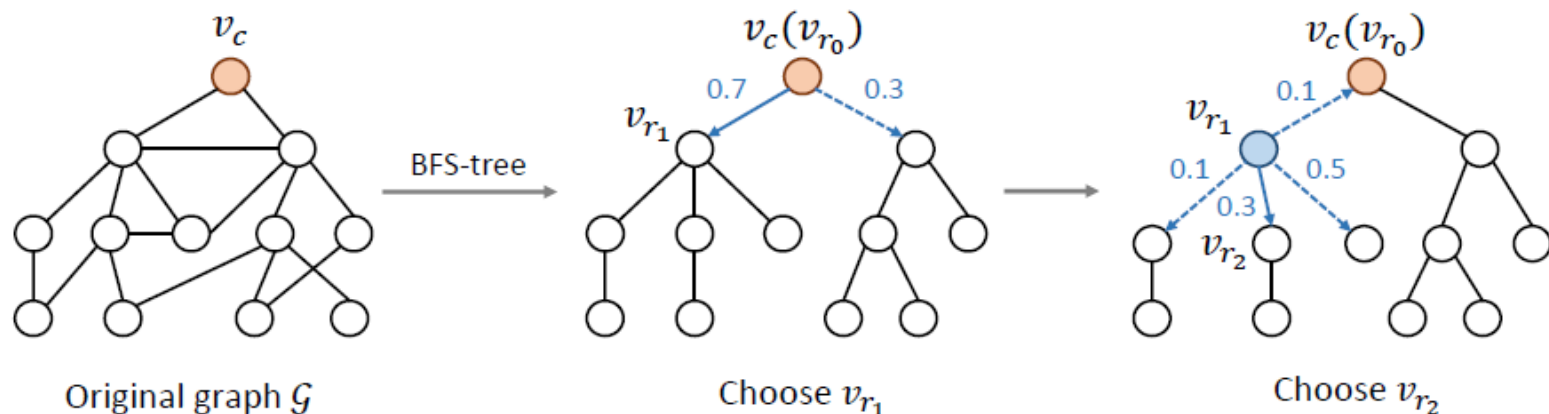 v_c
v_c(v_{r_0})
v_c(v_{r_0})
0.7
0.3
0.1
v_{r_1}
v_{r_1}
BFS-tree
0.1
0.5
0.3
v_{r_2}
Original graph 𝒢
Choose v_{r_1}
Choose v_{r_2}